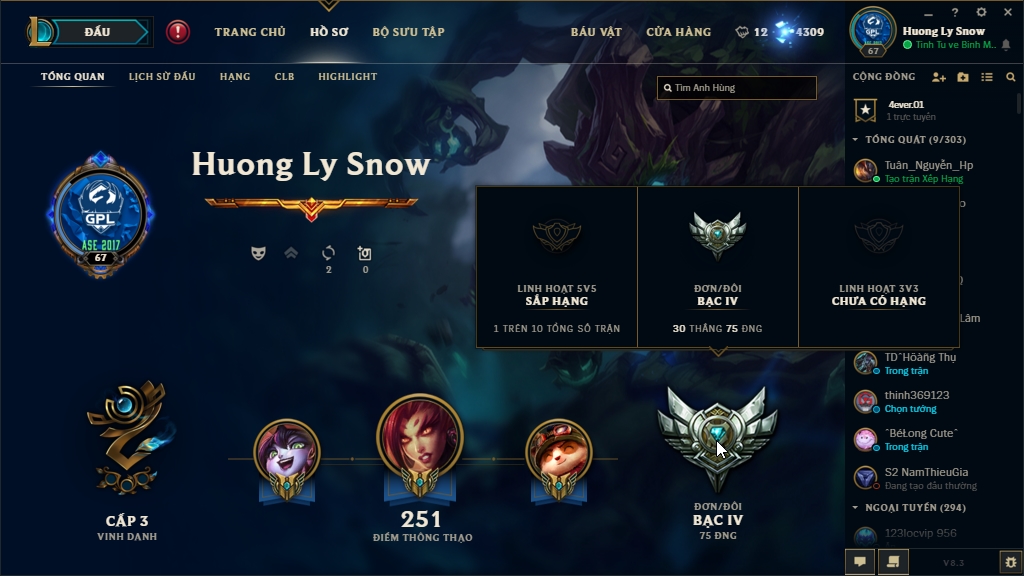 ĐẤU
TRANG CHỦ
HỒ SƠ
BỘ SƯU TẬP
BÁU VẬT
CỬA HÀNG
12
4309
67
Huong Ly Snow
Tinh Tu ve Binh M..
TỔNG QUAN
LỊCH SỬ ĐẤU
HẠNG
CLB
HIGHLIGHT
Tìm Anh Hùng
CỘNG ĐỒNG
4ever.01
1 trực tuyến
TỔNG QUÁT (9/303)
Tuân_Nguyễn_Hp
Tạo trận Xếp Hạng
Huong Ly Snow
GPL
ASE 2017
67
2
0
LINH HOẠT 5V5
SẮP HẠNG
1 TRÊN 10 TỔNG SỐ TRẬN
ĐƠN/ĐÔI
BẠC IV
30 THẮNG 75 ĐNG
LINH HOẠT 3V3
CHƯA CÓ HẠNG
Lâm
TD^Hõàñg Thụ
Trong trận
thinh369123
Chọn tướng
^BéLong Cute^
Trong trận
S2 NamThieuGia
Đang tạo đấu thường
NGOẠI TUYẾN (294)
123locvip 956
CẤP 3
VINH DANH
251
ĐIỂM THÔNG THẠO
ĐƠN/ĐÔI
BẠC IV
75 ĐNG
V8.3